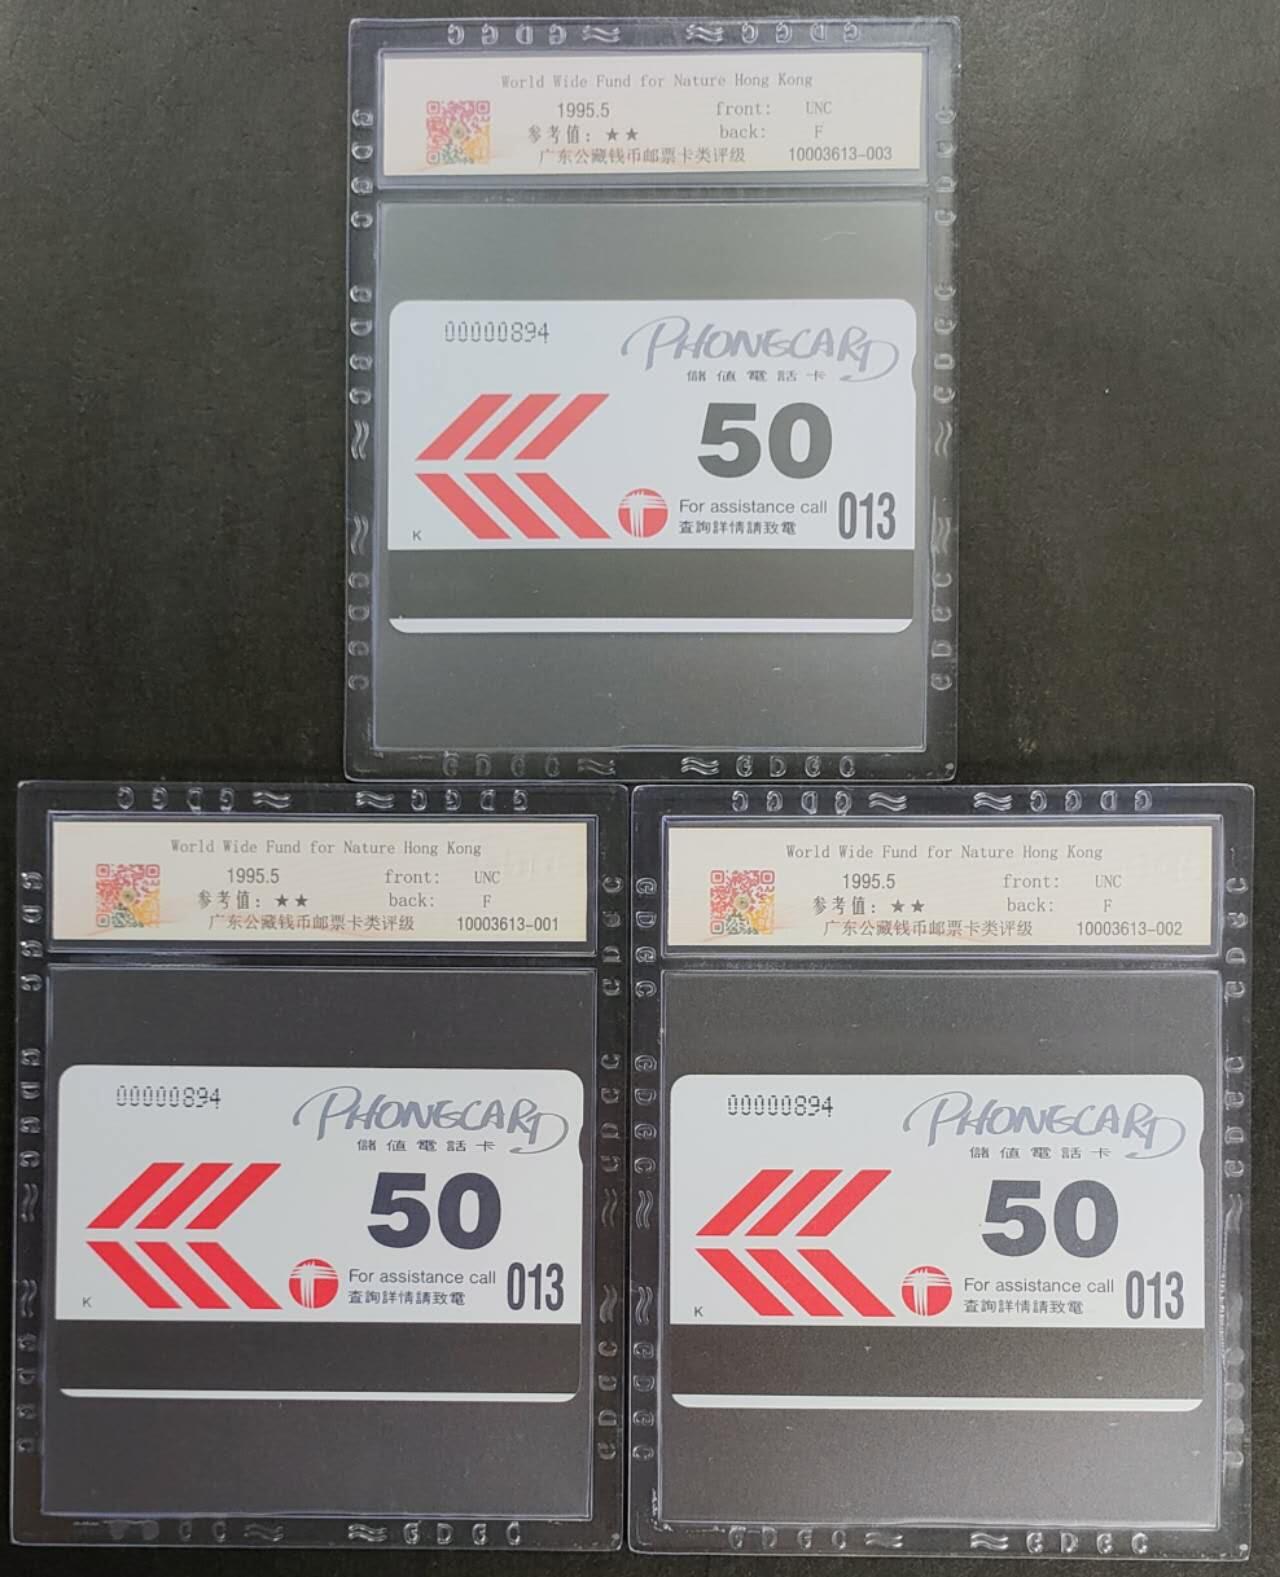 World Wide Fund for Nature Hong Kong
1995.5 front: UNC
参考值：★★ back: F
广东公藏钱币邮票卡类评级 10003613-003
00000894
PHONECARD
儲值電話卡
50
For assistance call 013
查詢詳情請致電
K
World Wide Fund for Nature Hong Kong
1995.5 front: UNC
参考值：★★ back: F
广东公藏钱币邮票卡类评级 10003613-001
00000894
PHONECARD
儲值電話卡
50
For assistance call 013
查詢詳情請致電
K
World Wide Fund for Nature Hong Kong
1995.5 front: UNC
参考值：★★ back: F
广东公藏钱币邮票卡类评级 10003613-002
00000894
PHONECARD
儲值電話卡
50
For assistance call 013
查詢詳情請致電
K